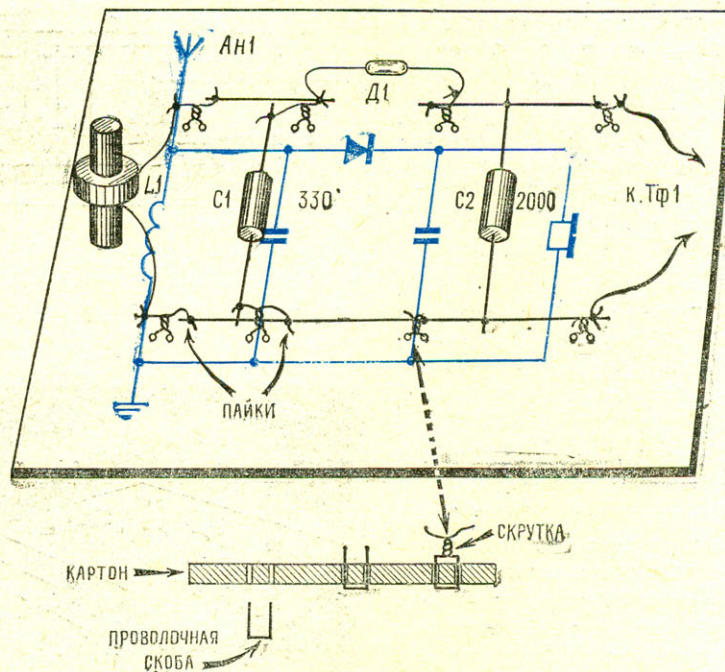 Ан1
Д1
L1
С1
330
С2
2000
к.Тф1
ПАЙКИ
СКРУТКА
КАРТОН
ПРОВОЛОЧНАЯ
СКОБА